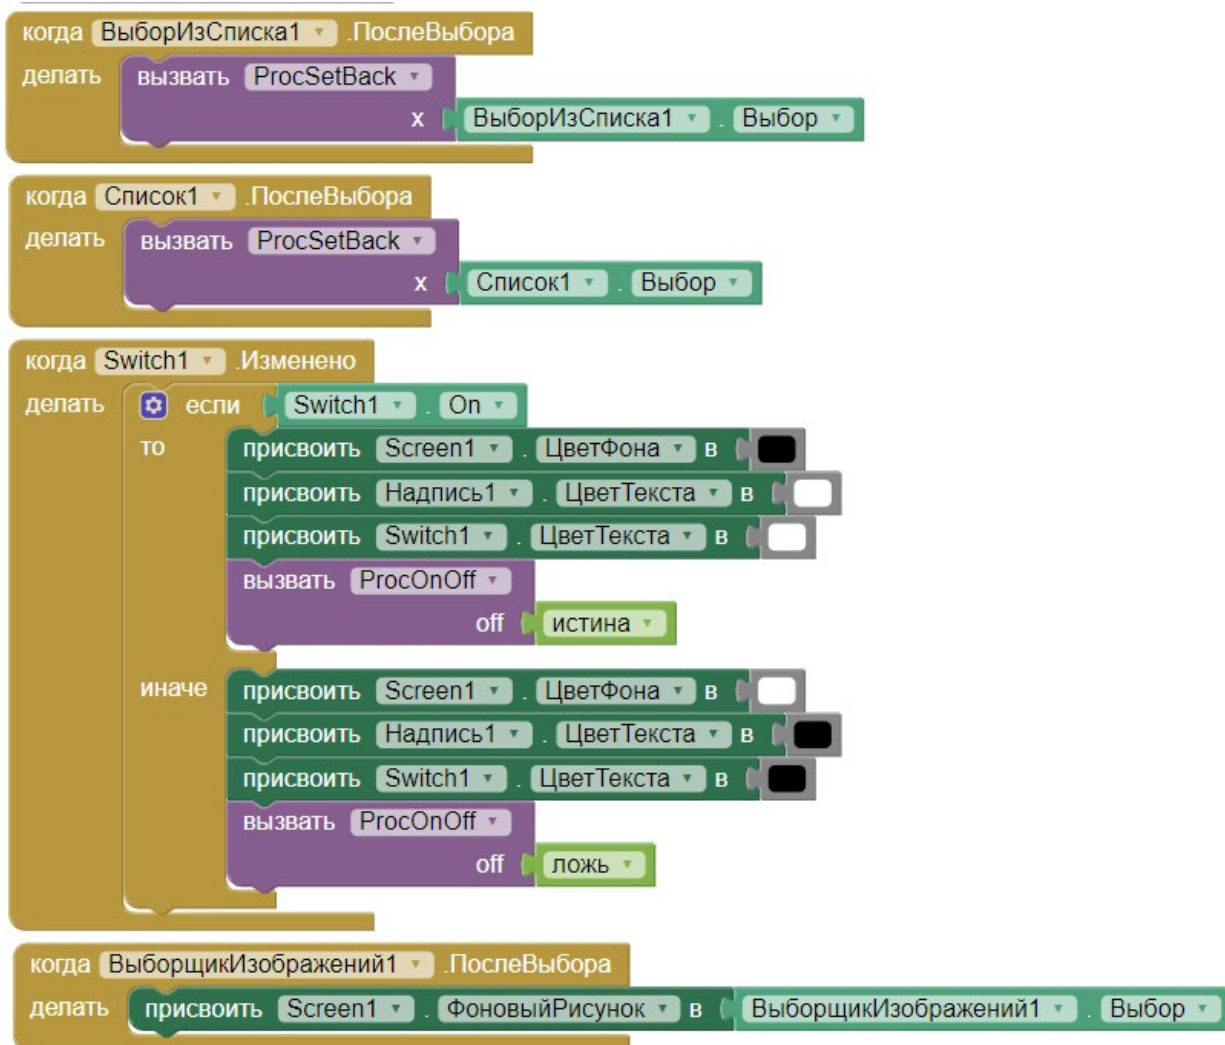 когда ВыборИзСписка1 .ПослеВыбора
делать вызвать ProcSetBack
x ВыборИзСписка1 . Выбор
когда Список1 .ПослеВыбора
делать вызвать ProcSetBack
x Список1 . Выбор
когда Switch1 .Изменено
делать если Switch1 . On
то присвоить Screen1 . ЦветФона в
присвоить Надпись1 . ЦветТекста в
присвоить Switch1 . ЦветТекста в
вызвать ProcOnOff
off истина
иначе присвоить Screen1 . ЦветФона в
присвоить Надпись1 . ЦветТекста в
присвоить Switch1 . ЦветТекста в
вызвать ProcOnOff
off ложь
когда ВыборщикИзображений1 .ПослеВыбора
делать присвоить Screen1 . ФоновыйРисунок в ВыборщикИзображений1 . Выбор